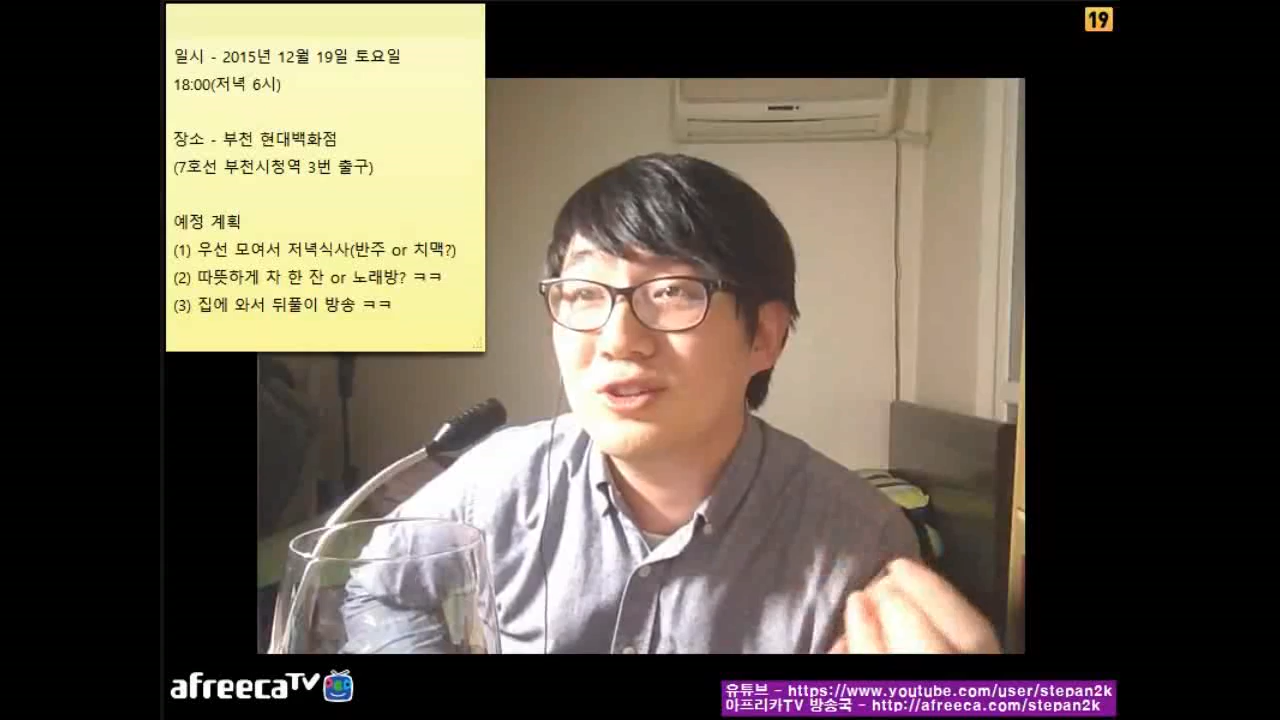 19
일시 - 2015년 12월 19일 토요일
18:00(저녁 6시)
장소 - 부천 현대백화점
(7호선 부천시청역 3번 출구)
예정 계획
(1) 우선 모여서 저녁식사(반주 or 치맥?)
(2) 따뜻하게 차 한 잔 or 노래방? ㅋㅋ
(3) 집에 와서 뒤풀이 방송 ㅋㅋ
afreecaTV
유튜브 - https://www.youtube.com/user/stepan2k
아프리카TV 방송국 - http://afreeca.com/stepan2k